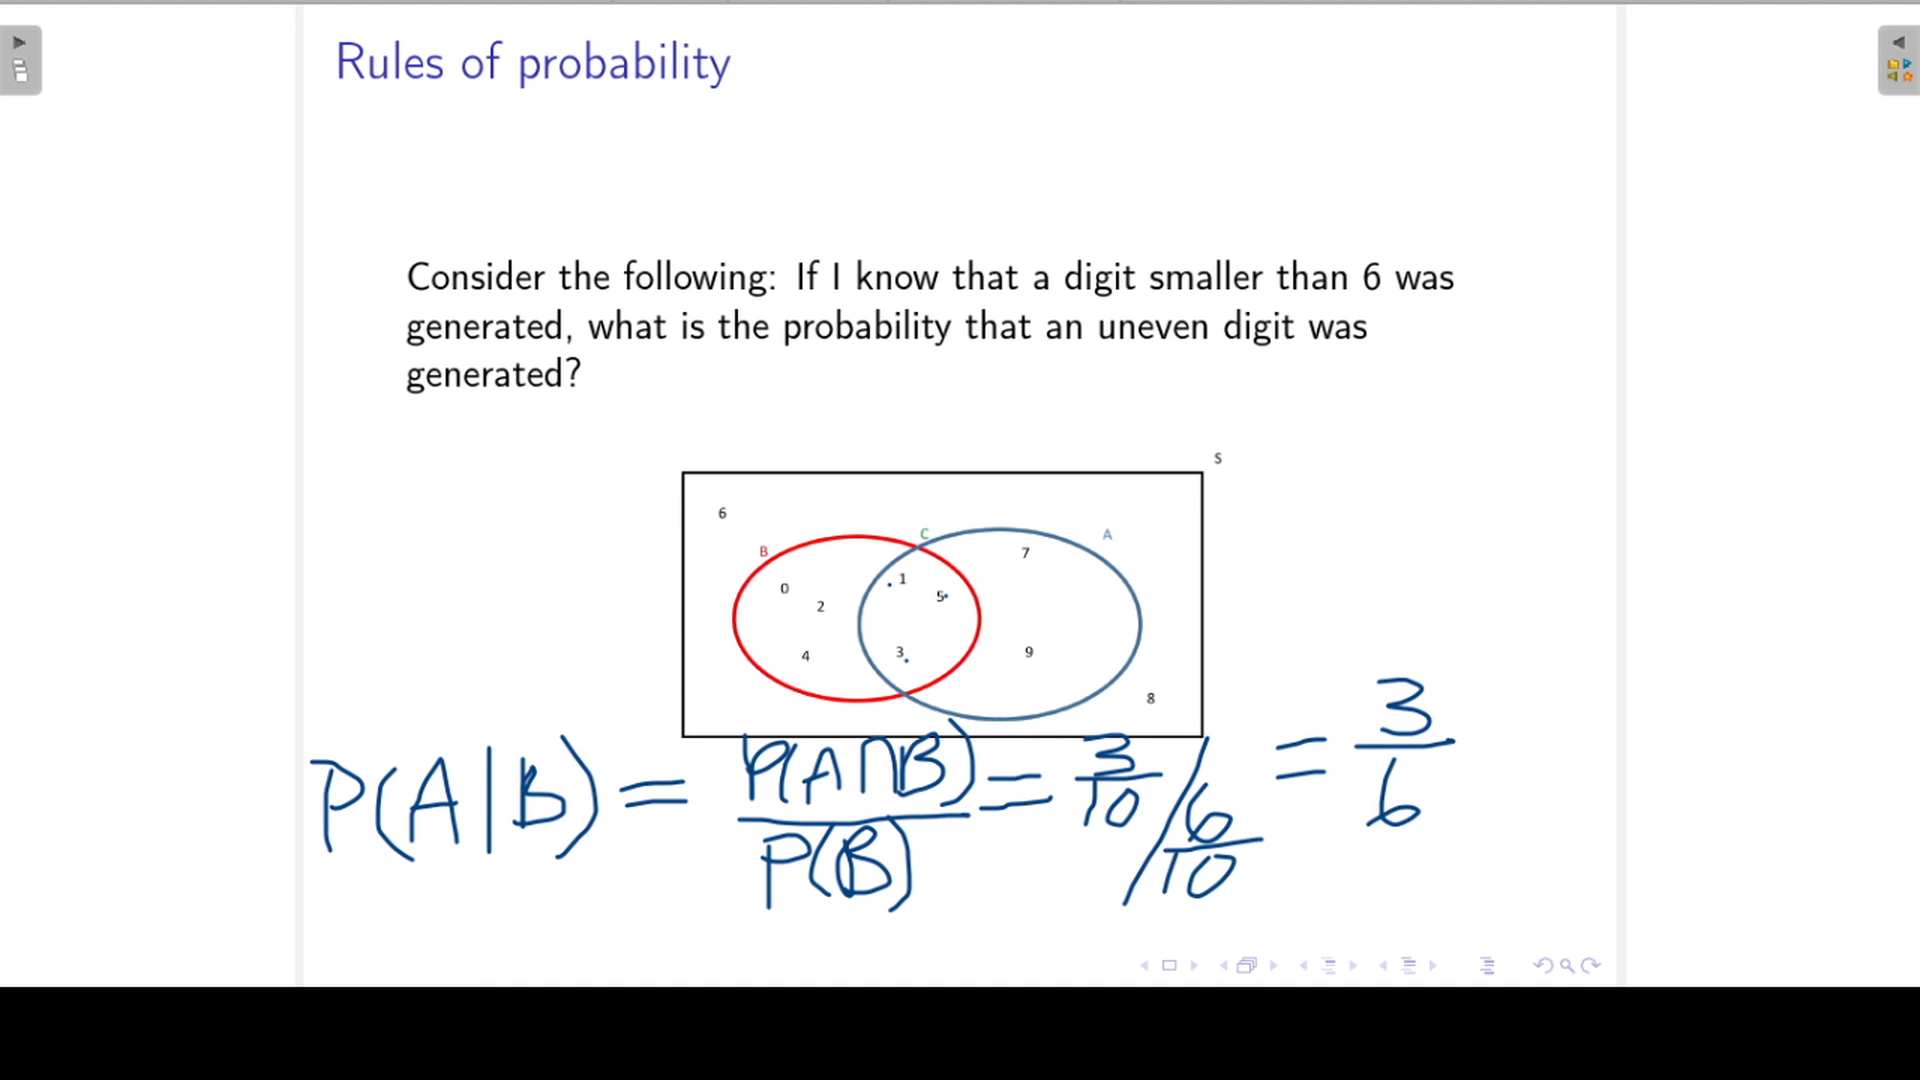 Rules of probability
Consider the following: If I know that a digit smaller than 6 was
generated, what is the probability that an uneven digit was
generated?
S
6
C
A
B
7
1
0
5
2
3
9
4
8
P(A|B) = P(A∩B)/P(B) = 3/10 / 6/10 = 3/6